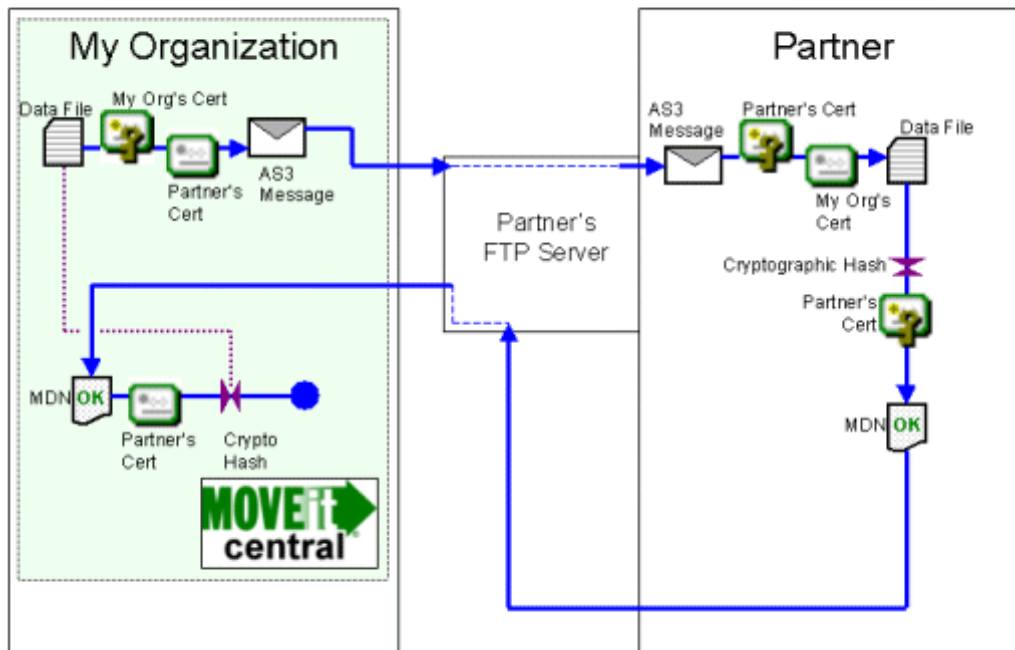 My Organization
Partner
Data File
My Org's Cert
Partner's
Cert
AS3
Message
AS3
Message
Partner's Cert
Data File
My Org's
Cert
Partner's
FTP Server
Cryptographic Hash
Partner's
Cert
MDN
OK
MDN
OK
Partner's
Cert
Crypto
Hash
MOVEit
central